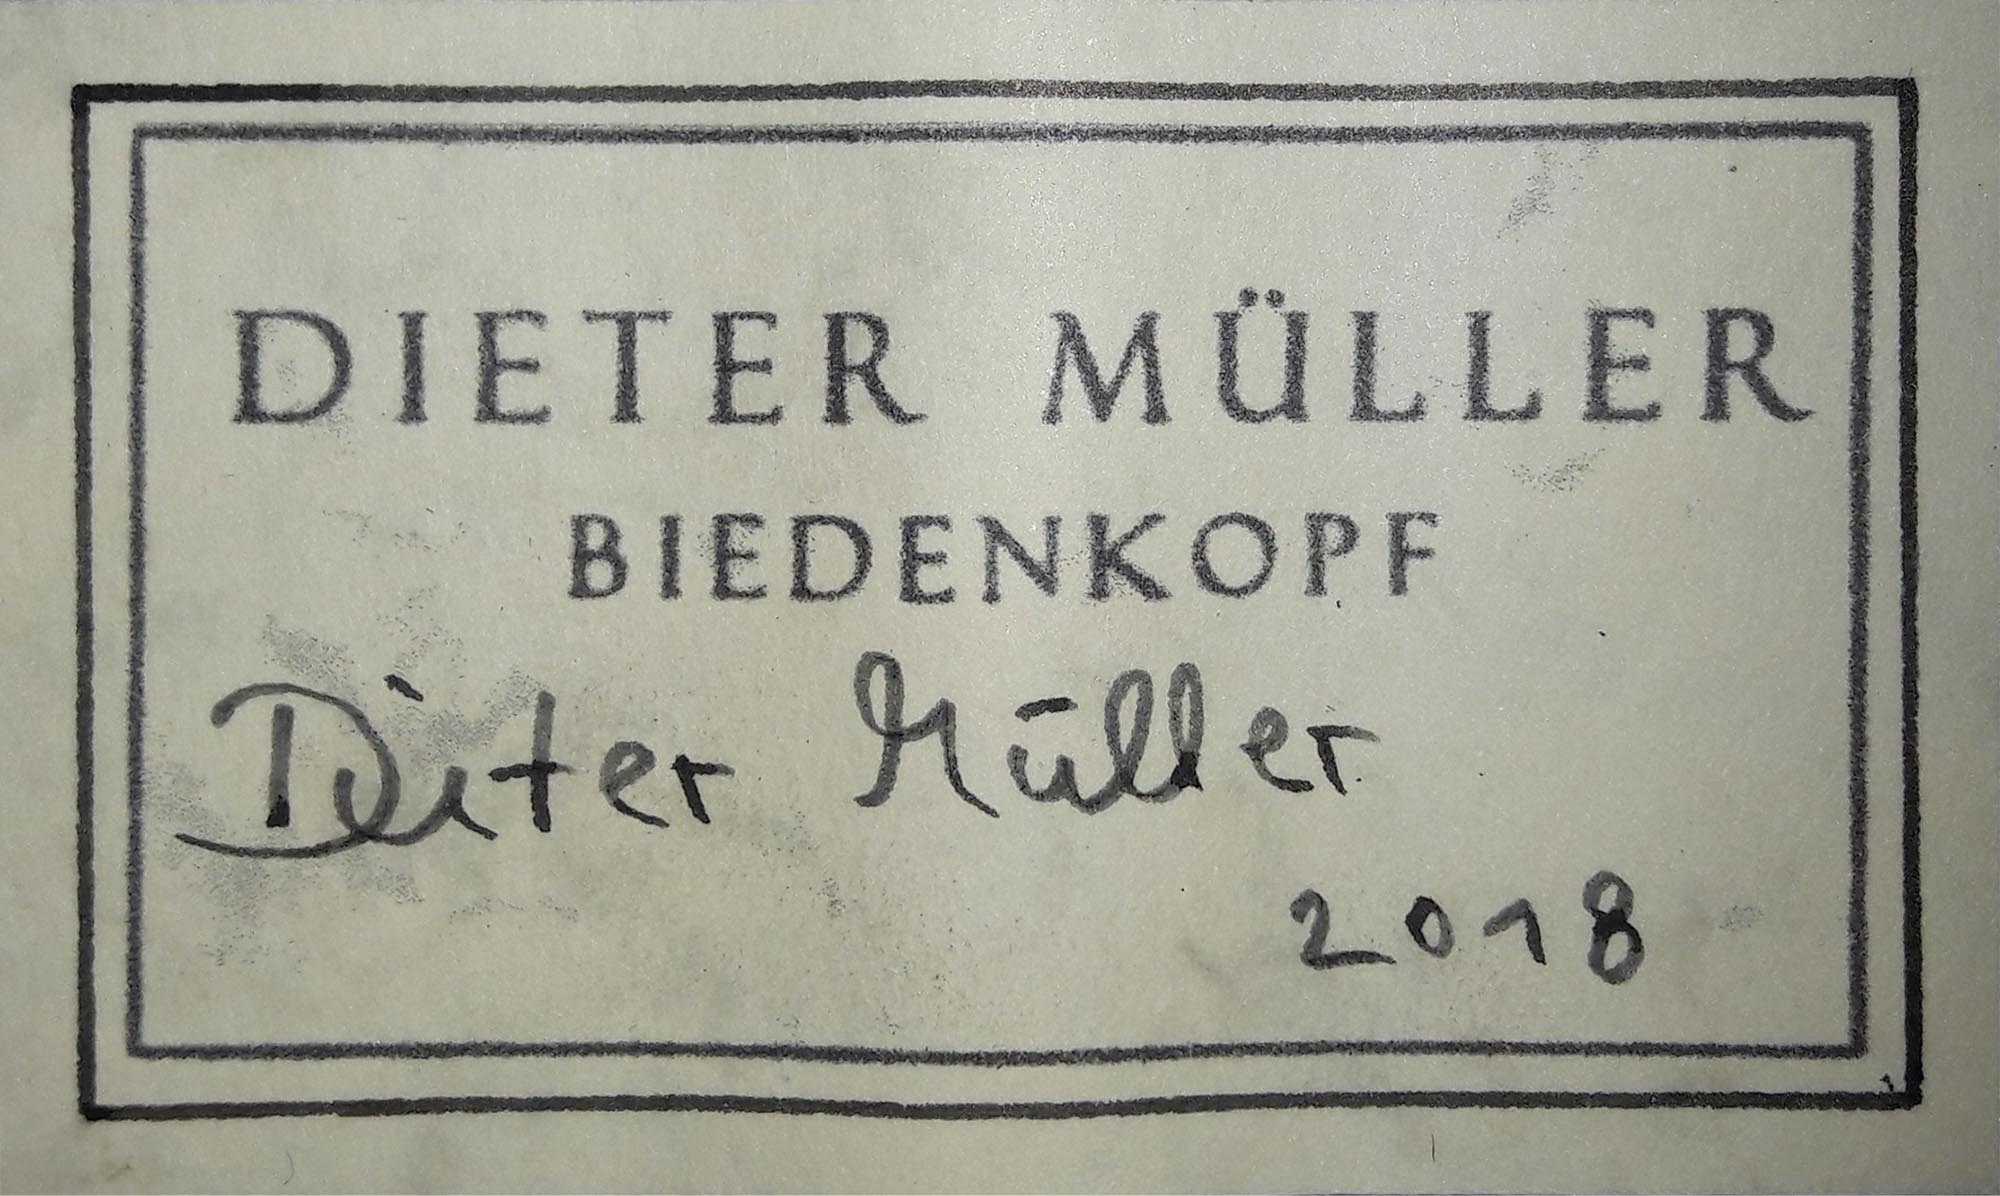 DIETER MÜLLER
BIEDENKOPF
Dieter Müller
2018